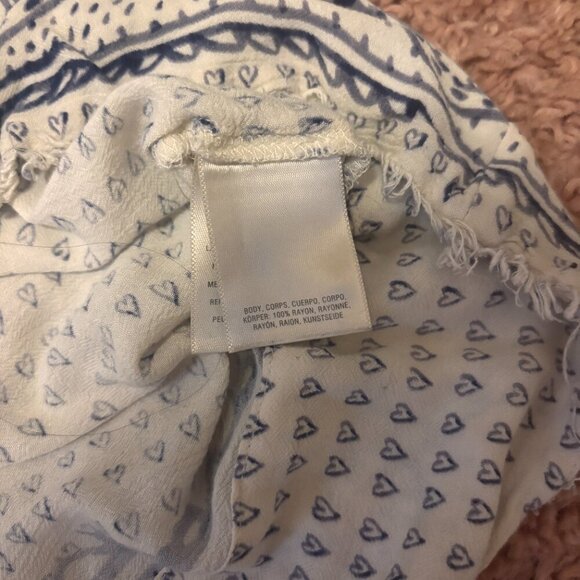 BODY, CORPS, CUERPO, CORPO,
KÖRPER: 100% RAYON, RAYONNE,
RAYÓN, RAION, KUNSTSEIDE